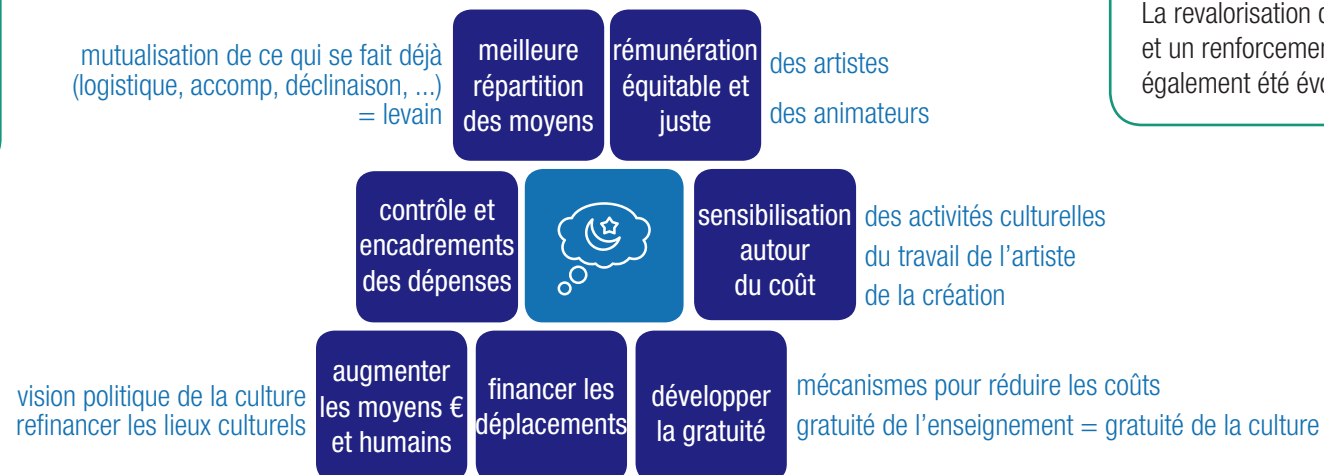 La revalorisation
et un renforcement
également été
mutualisation de ce qui se fait déjà
(logistique, accomp, déclinaison, ...)
= levain
meilleure
répartition
des moyens
rémunération
équitable et
juste
des artistes
des animateurs
contrôle et
encadrements
des dépenses
sensibilisation
autour
du coût
des activités culturelles
du travail de l’artiste
de la création
vision politique de la culture
refinancer les lieux culturels
augmenter
les moyens €
et humains
financer les
déplacements
développer
la gratuité
mécanismes pour réduire les coûts
gratuité de l’enseignement = gratuité de la culture